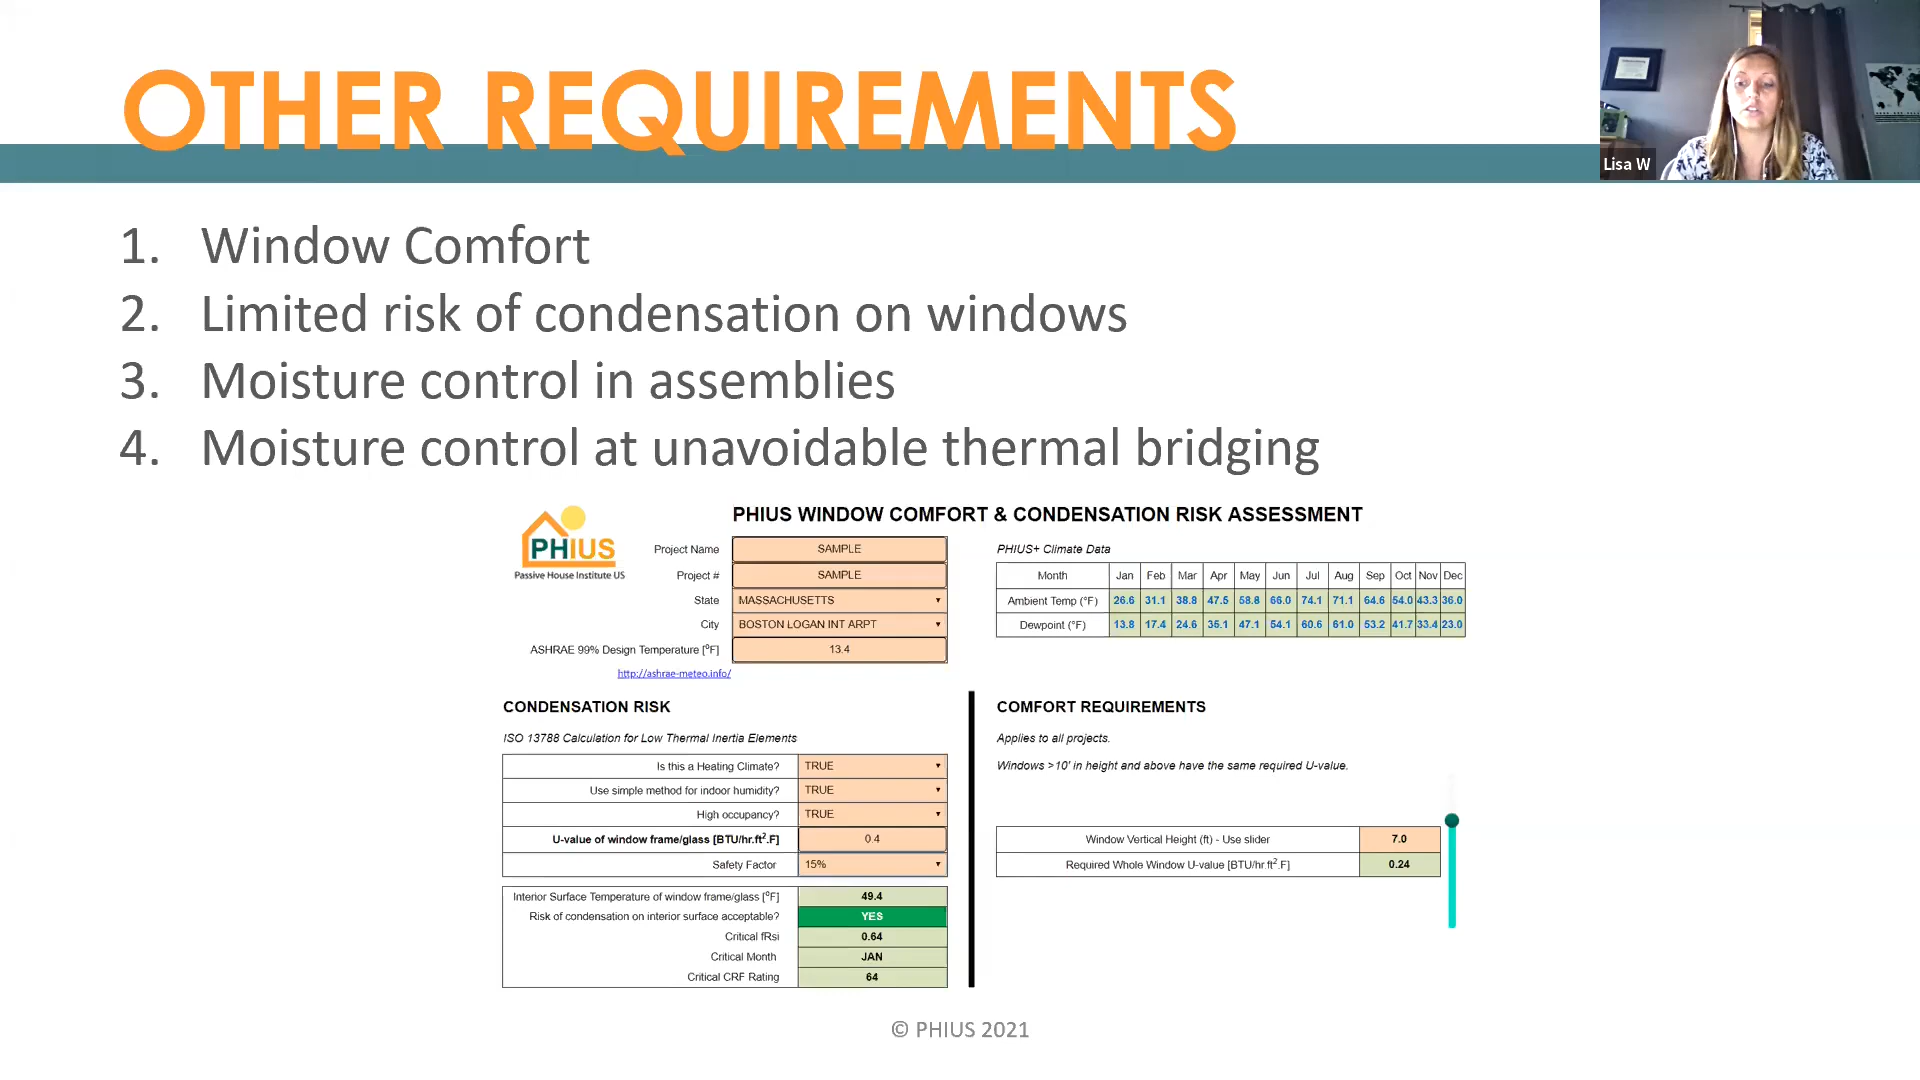 OTHER REQUIREMENTS
Lisa W
1. Window Comfort
2. Limited risk of condensation on windows
3. Moisture control in assemblies
4. Moisture control at unavoidable thermal bridging
PHIUS
Passive House Institute US
PHIUS WINDOW COMFORT & CONDENSATION RISK ASSESSMENT
Project Name SAMPLE
Project # SAMPLE
State MASSACHUSETTS
City BOSTON LOGAN INT ARPT
ASHRAE 99% Design Temperature [°F] 13.4
http://ashrae-meteo.info/
PHIUS+ Climate Data
Month Jan Feb Mar Apr May Jun Jul Aug Sep Oct Nov Dec
Ambient Temp (°F) 26.6 31.1 38.8 47.5 58.8 66.0 74.1 71.1 64.6 54.0 43.3 36.0
Dewpoint (°F) 13.8 17.4 24.6 35.1 47.1 54.1 60.6 61.0 53.2 41.7 33.4 23.0
CONDENSATION RISK
ISO 13788 Calculation for Low Thermal Inertia Elements
Is this a Heating Climate? TRUE
Use simple method for indoor humidity? TRUE
High occupancy? TRUE
U-value of window frame/glass [BTU/hr.ft².F] 0.4
Safety Factor 15%
Interior Surface Temperature of window frame/glass [°F] 49.4
Risk of condensation on interior surface acceptable? YES
Critical fRsi 0.64
Critical Month JAN
Critical CRF Rating 64
COMFORT REQUIREMENTS
Applies to all projects.
Windows >10' in height and above have the same required U-value.
Window Vertical Height (ft) - Use slider 7.0
Required Whole Window U-value [BTU/hr.ft².F] 0.24
© PHIUS 2021